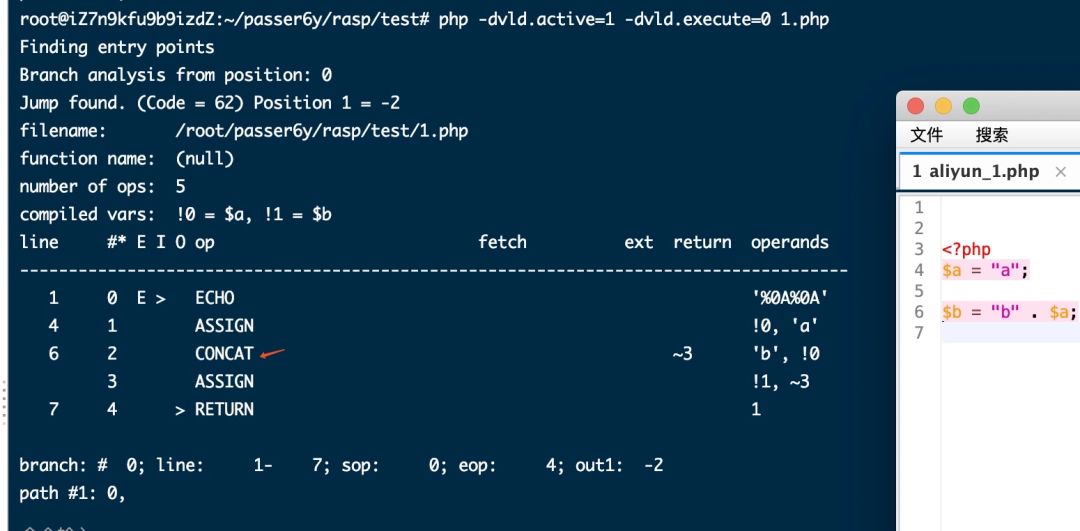 root@iZ7n9kfu9b9izdZ:~/passer6y/rasp/test# php -dvld.active=1 -dvld.execute=0 1.php
Finding entry points
Branch analysis from position: 0
Jump found. (Code = 62) Position 1 = -2
filename:       /root/passer6y/rasp/test/1.php
function name:  (null)
number of ops:  5
compiled vars:  !0 = $a, !1 = $b
line     #* E I O op                           fetch          ext  return  operands
-------------------------------------------------------------------------------------
   1     0  E >   ECHO                                                     '%0A%0A'
   4     1        ASSIGN                                                   !0, 'a'
   6     2        CONCAT                                           ~3      'b', !0
         3        ASSIGN                                                   !1, ~3
   7     4      > RETURN                                                   1
branch: #  0; line:     1-    7; sop:     0; eop:     4; out1:  -2
path #1: 0,
文件 搜索
1 aliyun_1.php ×
1
2
3 <?php
4 $a = "a";
5
6 $b = "b" . $a;
7